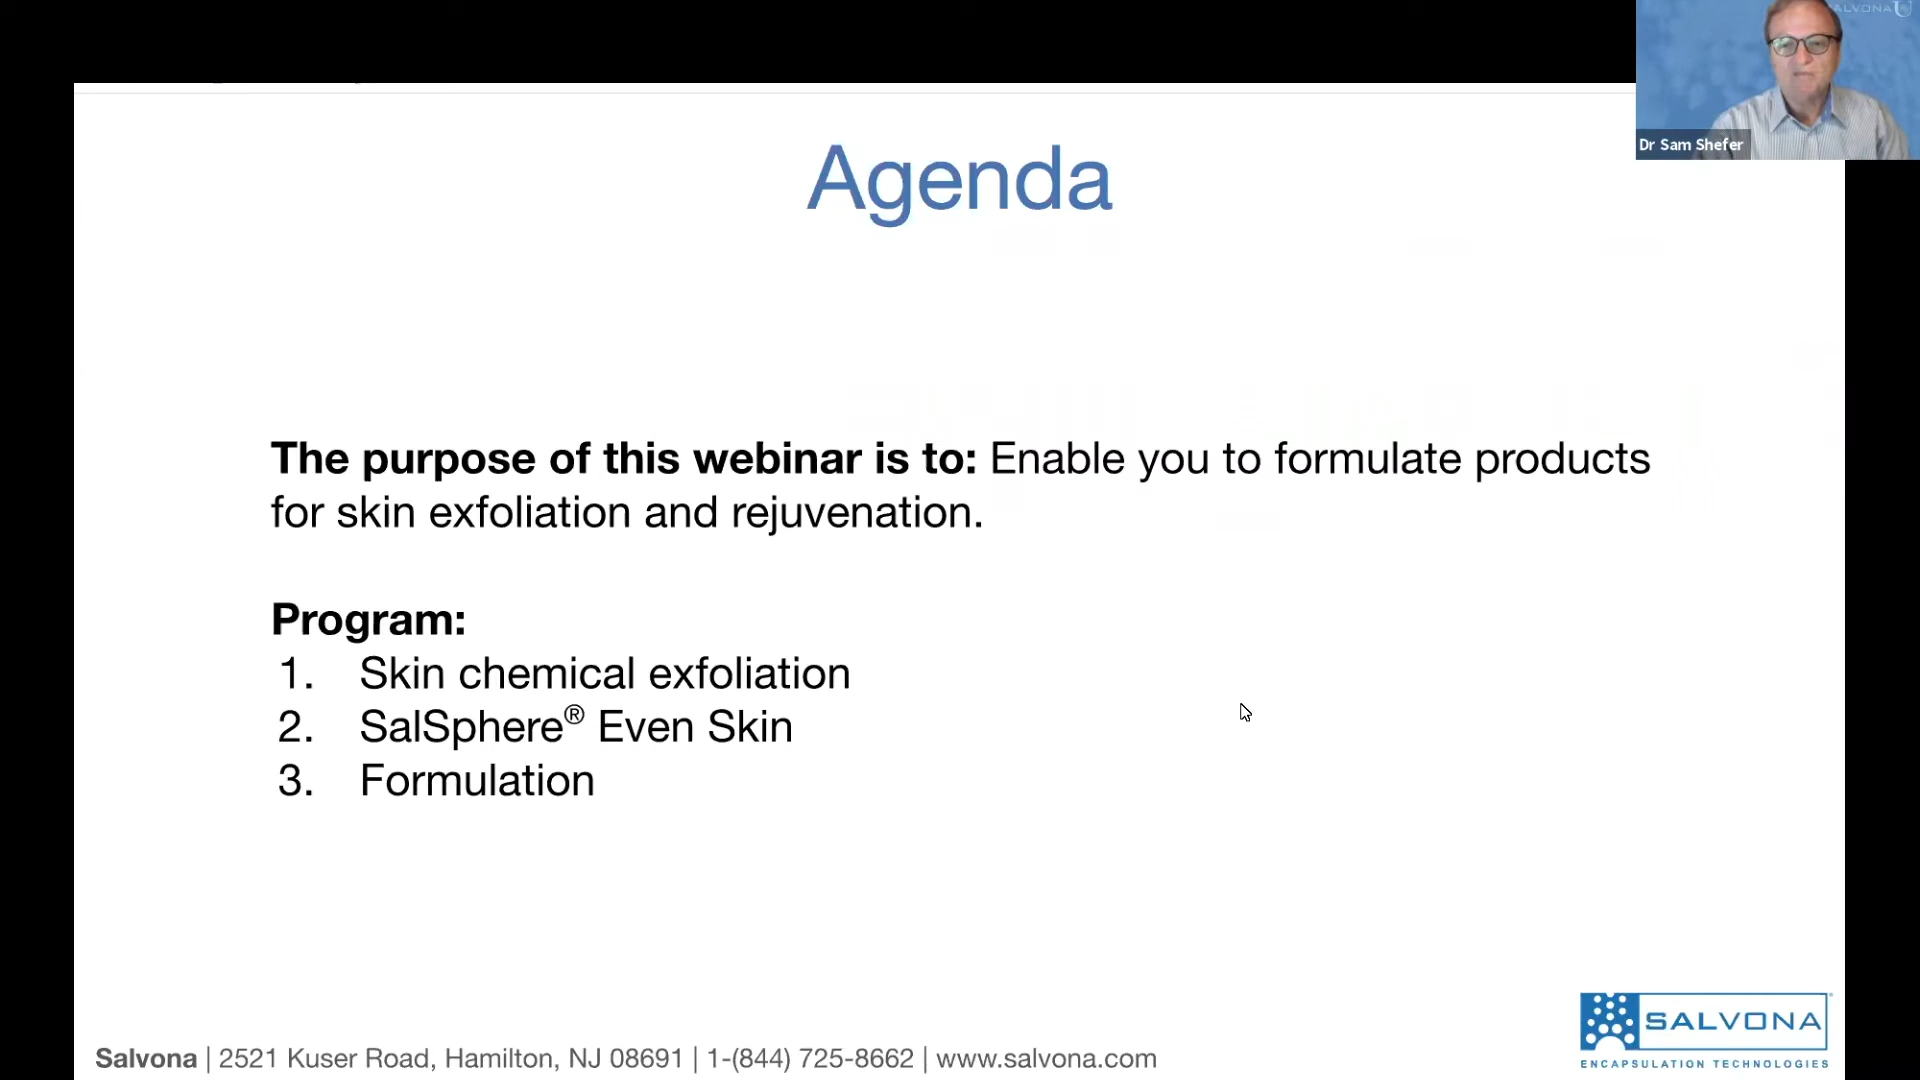 SALVONA U
Dr Sam Shefer
Agenda
The purpose of this webinar is to: Enable you to formulate products
for skin exfoliation and rejuvenation.
Program:
1. Skin chemical exfoliation
2. SalSphere® Even Skin
3. Formulation
SALVONA
ENCAPSULATION TECHNOLOGIES
Salvona | 2521 Kuser Road, Hamilton, NJ 08691 | 1-(844) 725-8662 | www.salvona.com